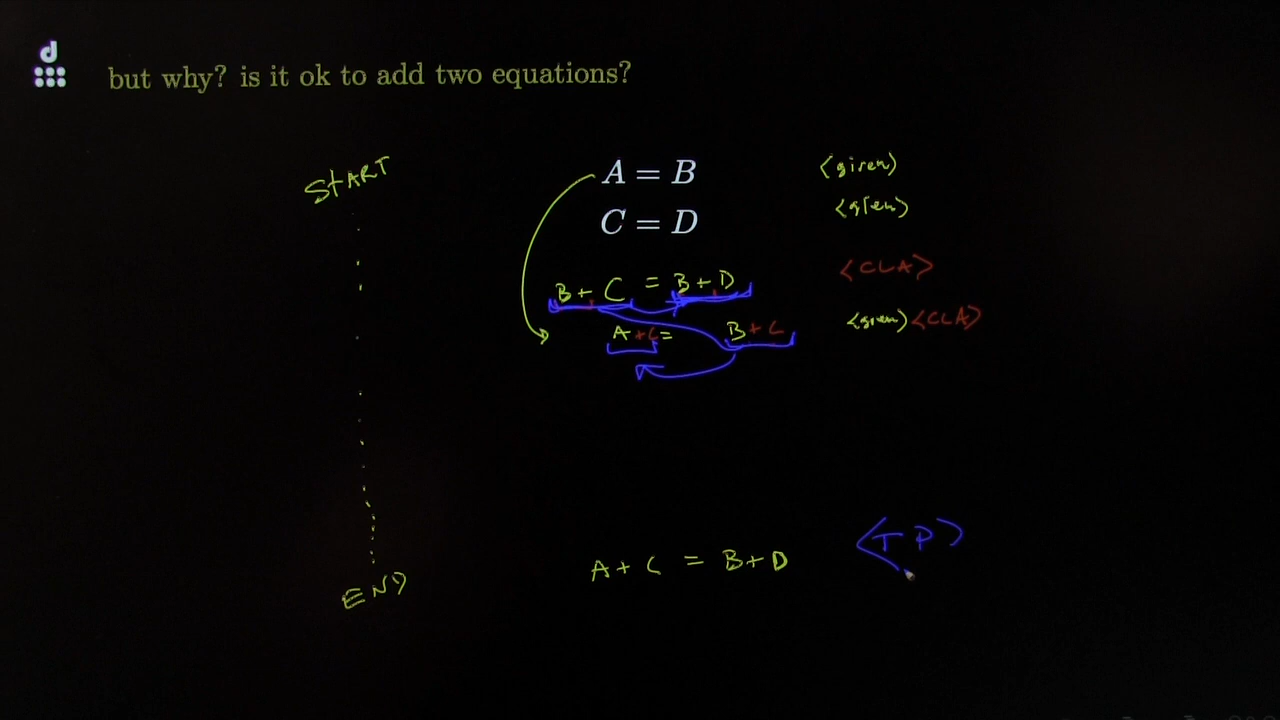 d
but why? is it ok to add two equations?
START
A = B <given>
C = D <given>
B + C = B + D <CLA>
A + C = B + C <given> <CLA>
A + C = B + D <TP>
END